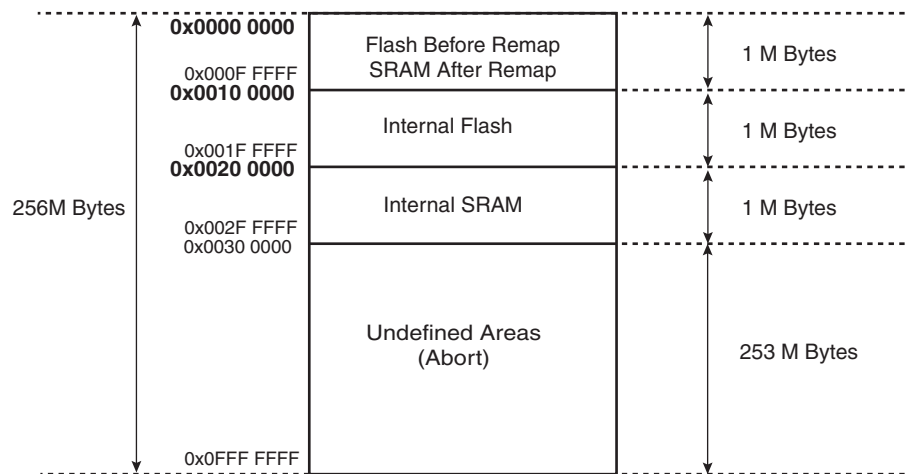 0x0000 0000
Flash Before Remap
SRAM After Remap
1 M Bytes
0x000F FFFF
0x0010 0000
Internal Flash
1 M Bytes
0x001F FFFF
0x0020 0000
256M Bytes
Internal SRAM
1 M Bytes
0x002F FFFF
0x0030 0000
Undefined Areas
(Abort)
253 M Bytes
0x0FFF FFFF